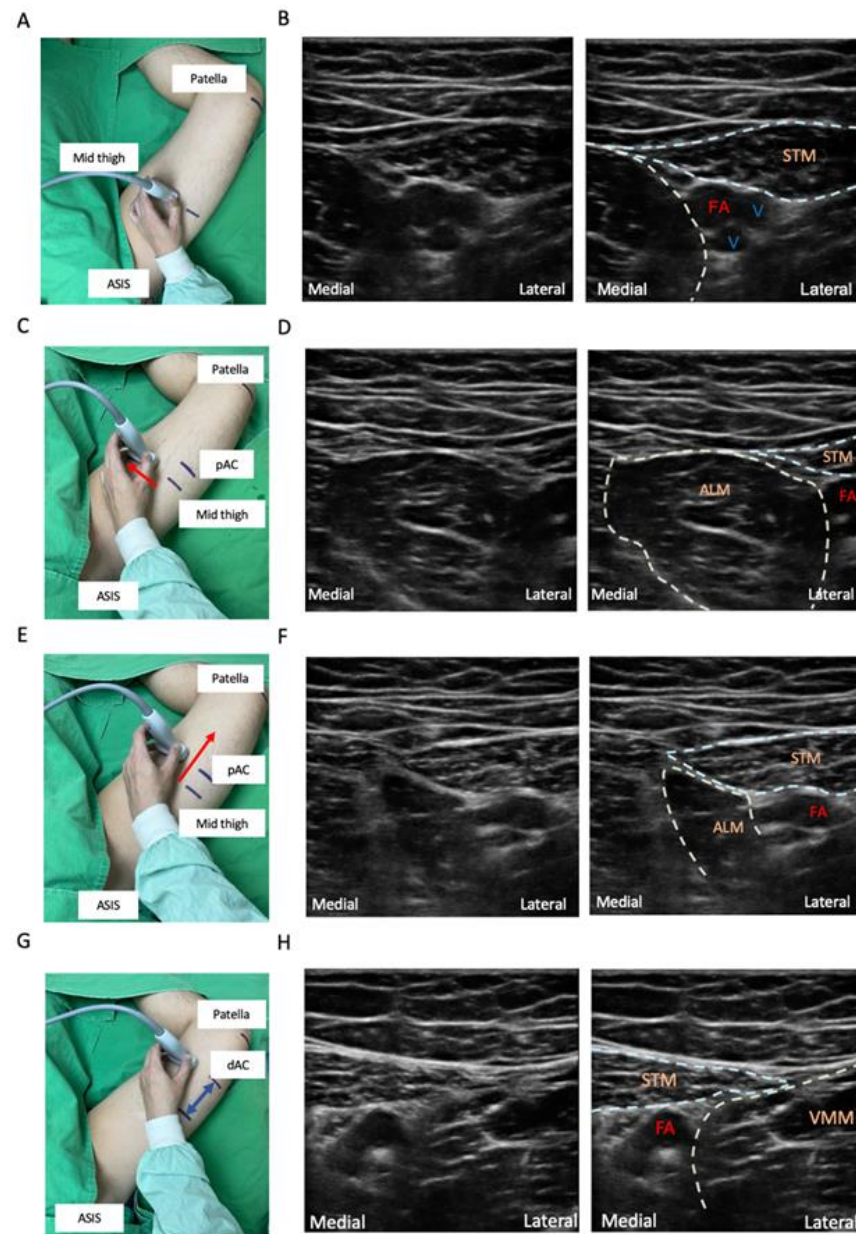 A
B
Patella
Mid thigh
ASIS
Medial
Lateral
STM
FA
V
V
Medial
Lateral
C
D
Patella
pAC
Mid thigh
ASIS
Medial
Lateral
STM
ALM
FA
Medial
Lateral
E
F
Patella
pAC
Mid thigh
ASIS
Medial
Lateral
STM
ALM
FA
Medial
Lateral
G
H
Patella
dAC
ASIS
Medial
Lateral
STM
FA
VMM
Medial
Lateral